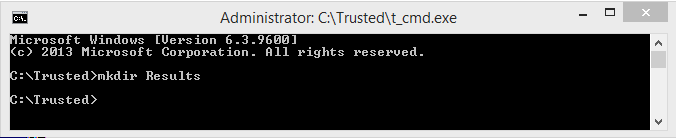 Administrator: C:\Trusted\t_cmd.exe
Microsoft Windows [Version 6.3.9600]
(c) 2013 Microsoft Corporation. All rights reserved.
C:\Trusted>mkdir Results
C:\Trusted>